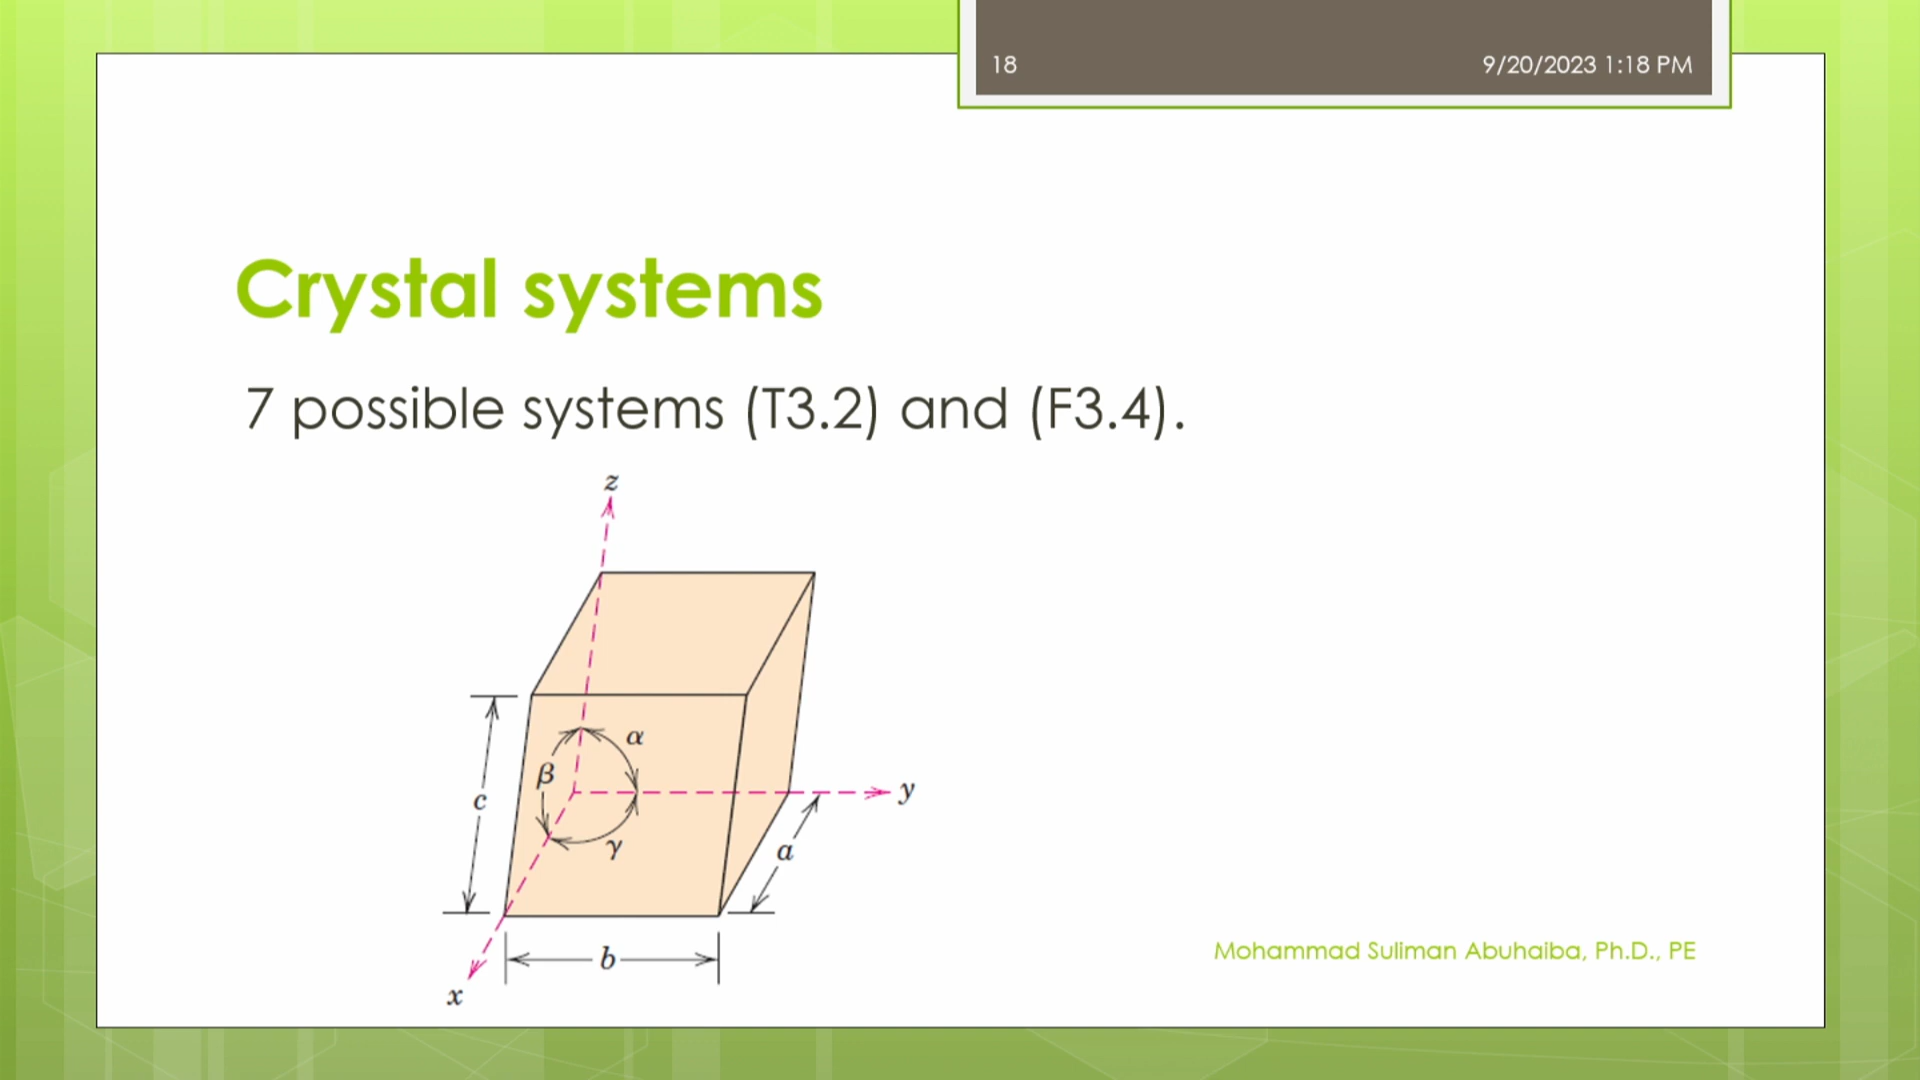 18
9/20/2023 1:18 PM
Crystal systems
7 possible systems (T3.2) and (F3.4).
z
α
β
y
c
γ
a
b
x
Mohammad Suliman Abuhaiba, Ph.D., PE